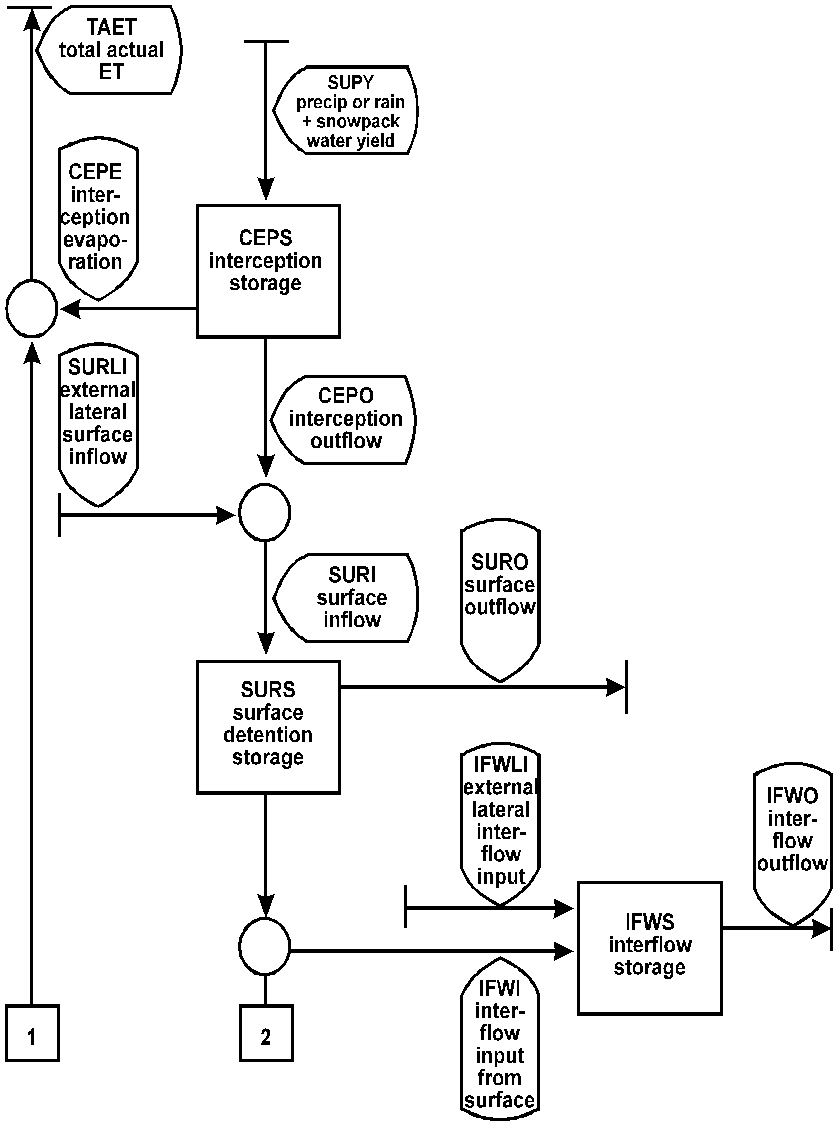 TAET
total actual
ET
SUPY
precip or rain
+ snowpack
water yield
CEPE
inter-
ception
evapo-
ration
CEPS
interception
storage
SURLI
external
lateral
surface
inflow
CEPO
interception
outflow
SURI
surface
inflow
SURO
surface
outflow
SURS
surface
detention
storage
IFWLI
external
lateral
inter-
flow
input
IFWO
inter-
flow
outflow
IFWS
interflow
storage
IFWI
inter-
flow
input
from
surface
1
2